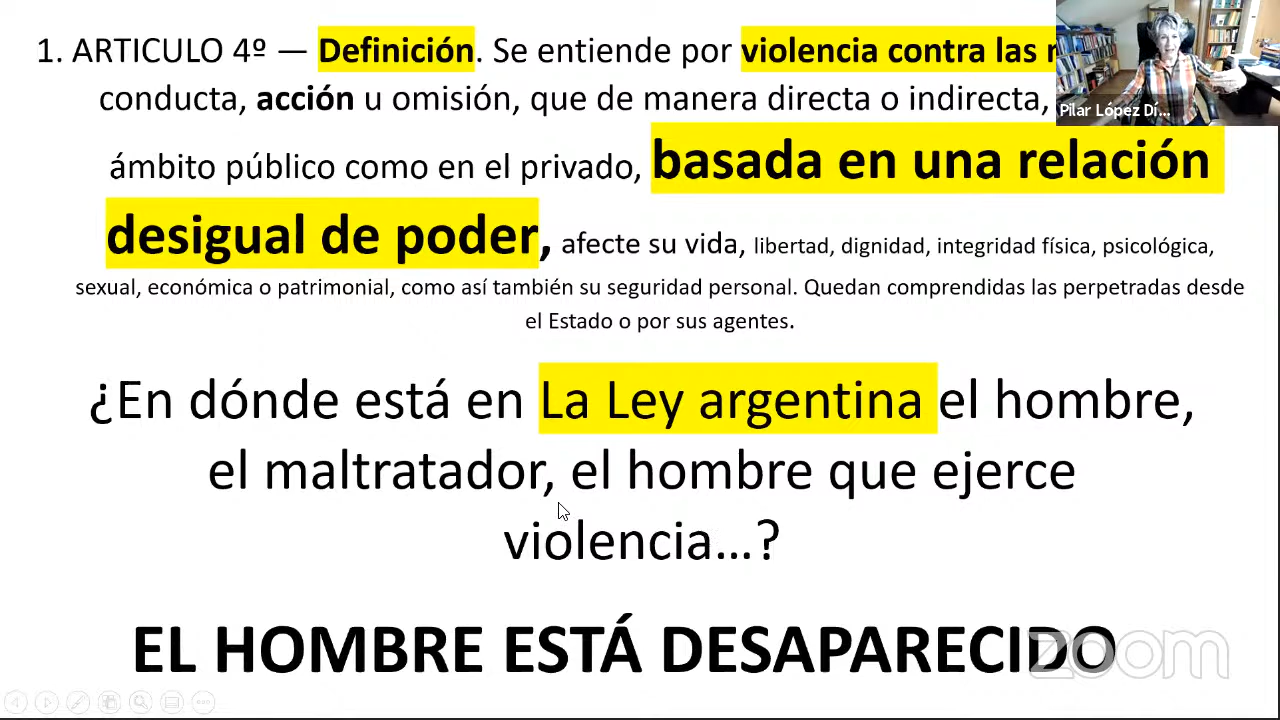 1. ARTICULO 4º — Definición. Se entiende por violencia contra las
conducta, acción u omisión, que de manera directa o indirecta,
Pilar López Dí...
ámbito público como en el privado, basada en una relación
desigual de poder, afecte su vida, libertad, dignidad, integridad física, psicológica,
sexual, económica o patrimonial, como así también su seguridad personal. Quedan comprendidas las perpetradas desde
el Estado o por sus agentes.
¿En dónde está en La Ley argentina el hombre,
el maltratador, el hombre que ejerce
violencia...?
EL HOMBRE ESTÁ DESAPARECIDO
zoom